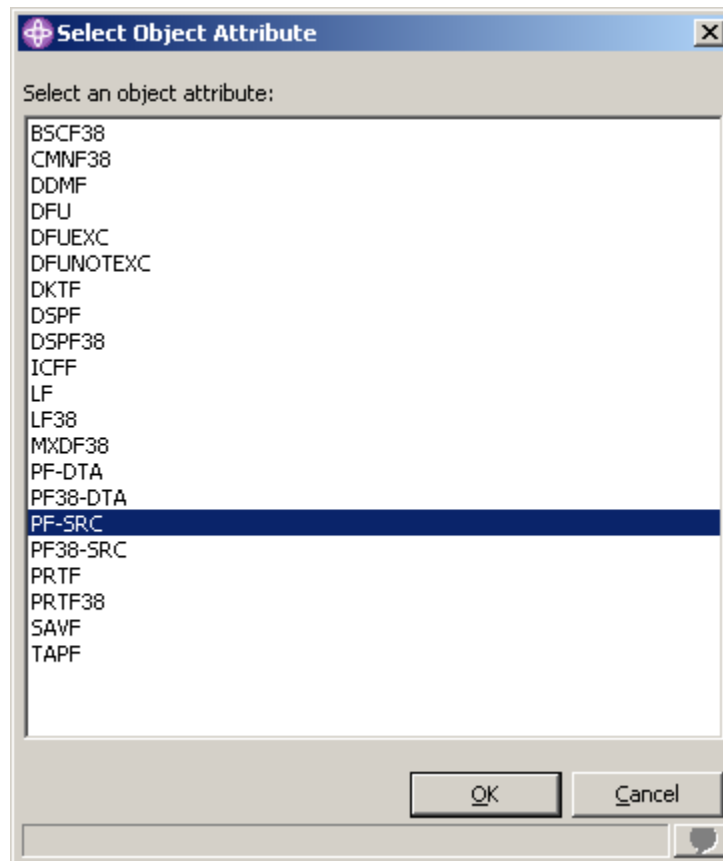 Select Object Attribute
Select an object attribute:
BSCF38
CMNF38
DDMF
DFU
DFUEXC
DFUNOTEXC
DKTF
DSPF
DSPF38
ICFF
LF
LF38
MXDF38
PF-DTA
PF38-DTA
PF-SRC
PF38-SRC
PRTF
PRTF38
SAVF
TAPF
OK Cancel